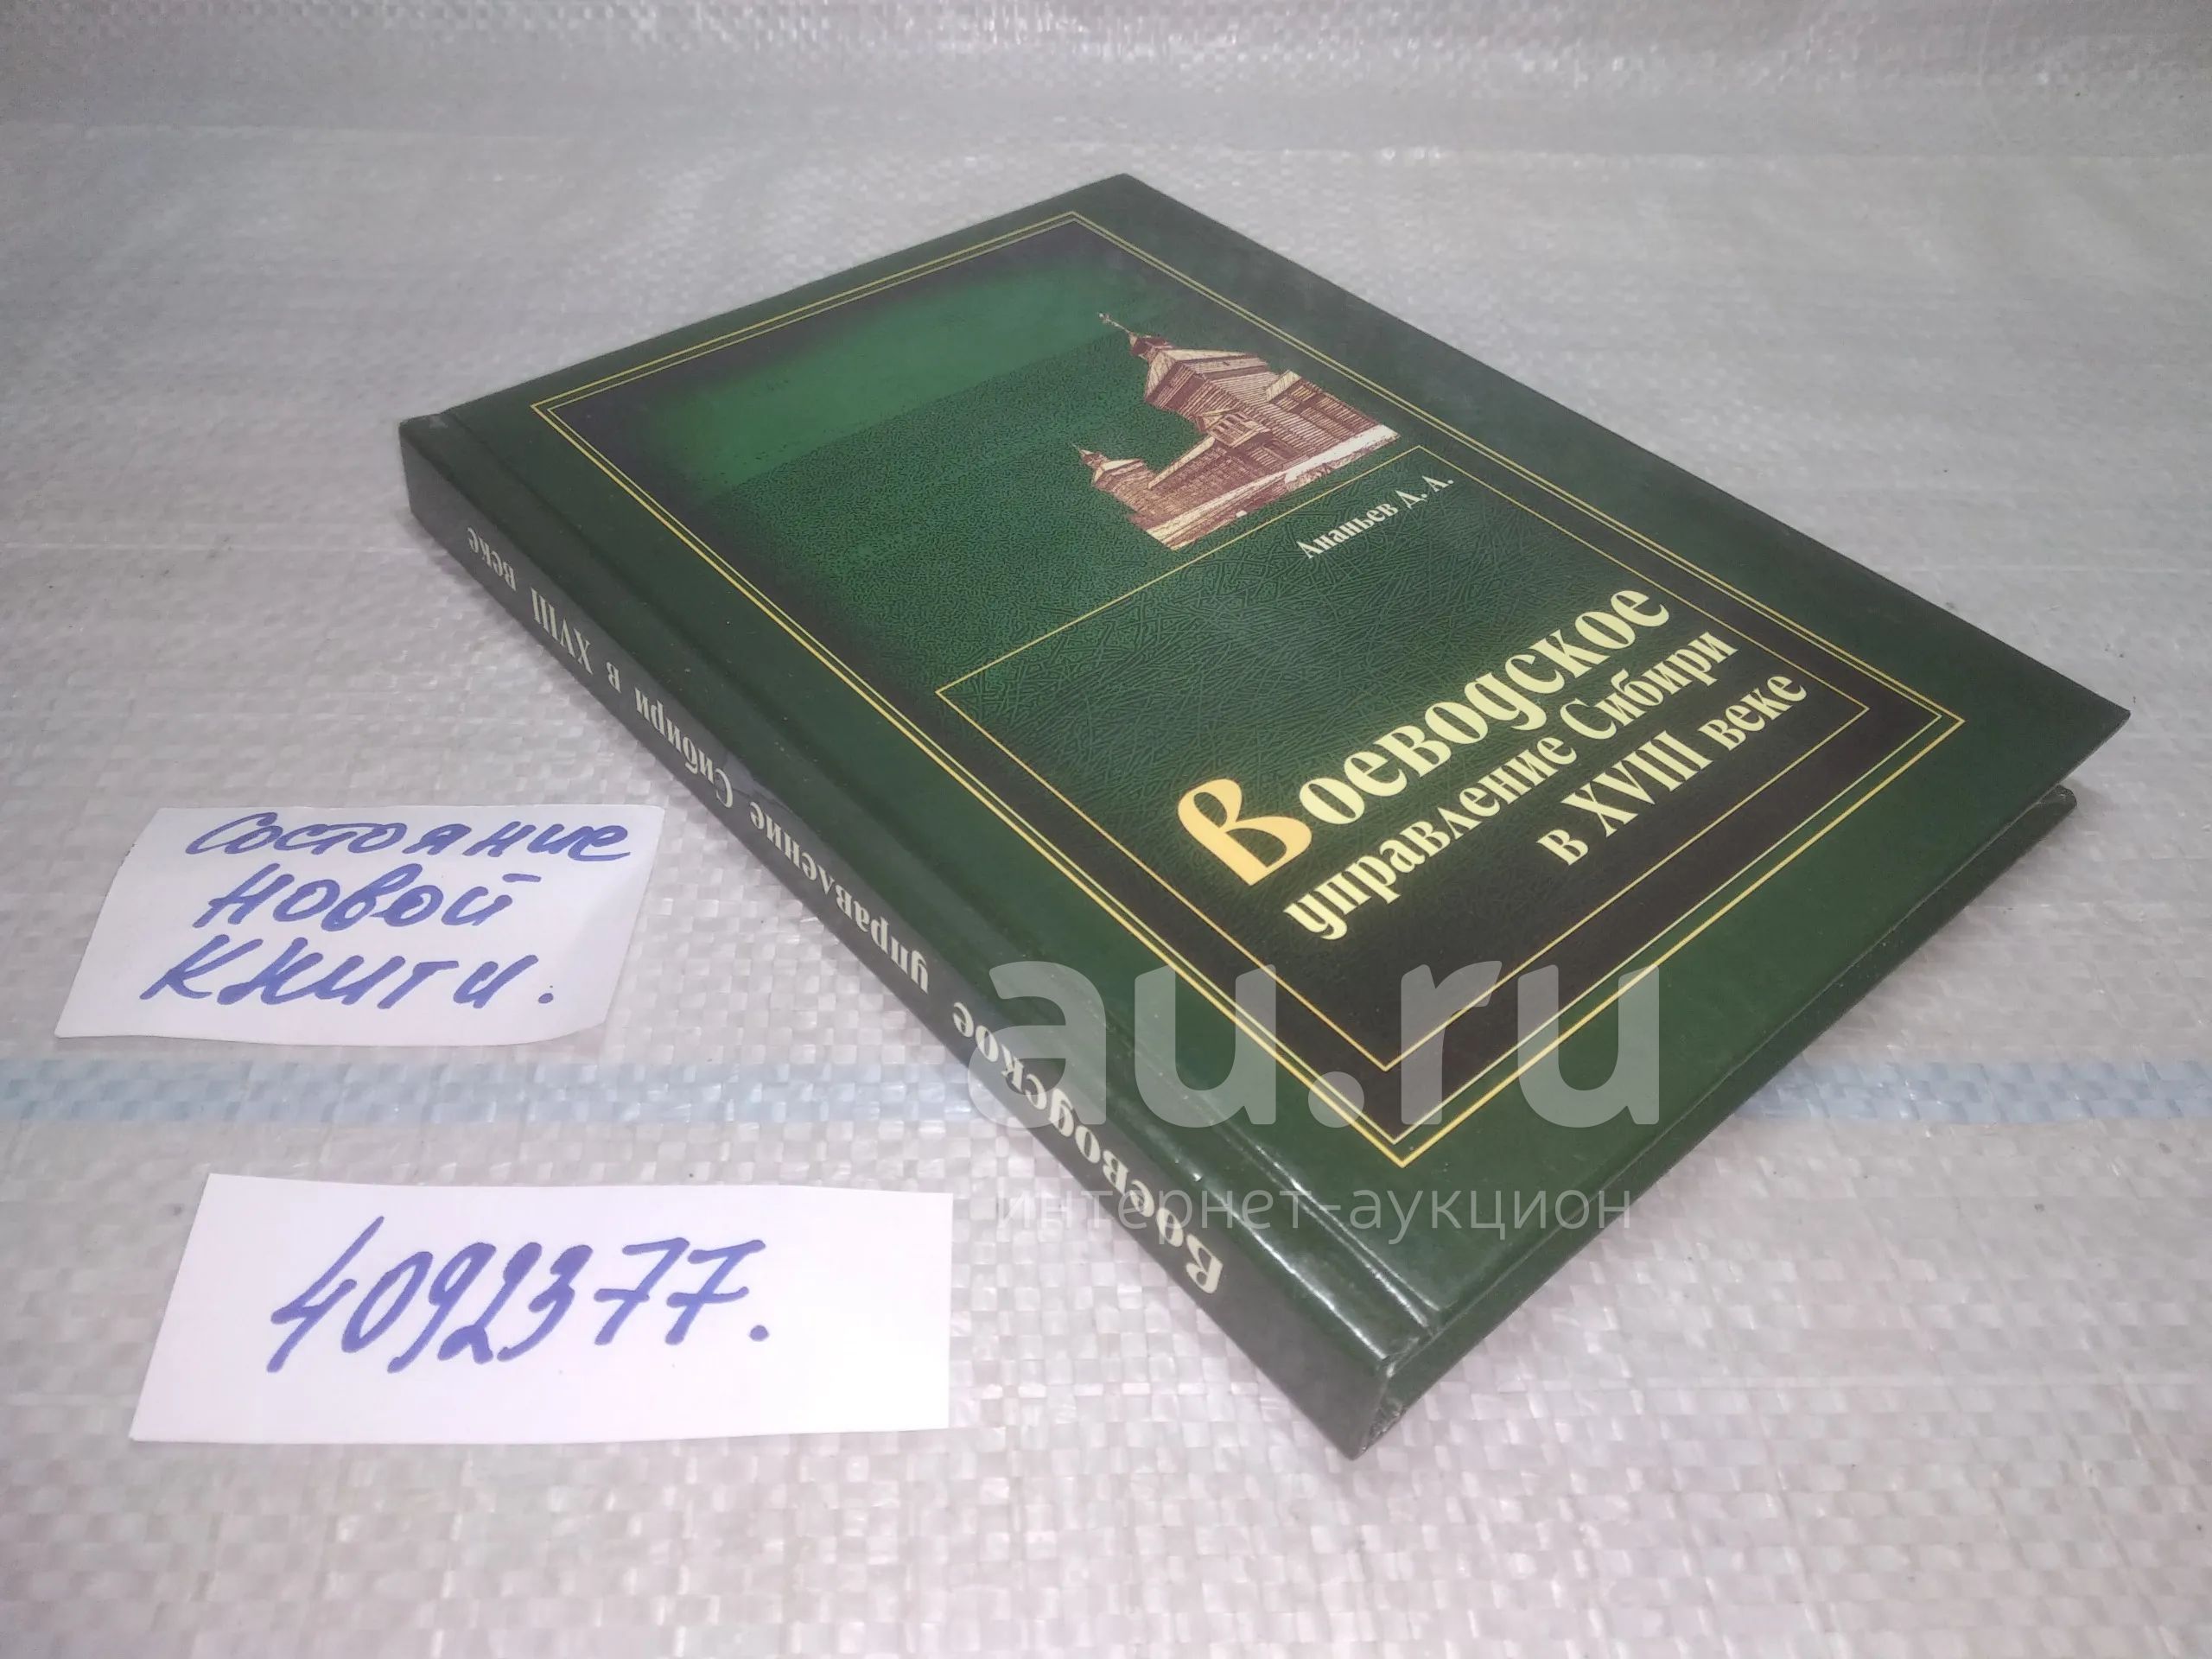 Ананьев Д. А.
Воеводское
управление Сибири
в XVIII веке
Воеводское управление Сибири в XVIII веке
Состояние
новой
книги.
4092377.
au.ru
интернет-аукцион